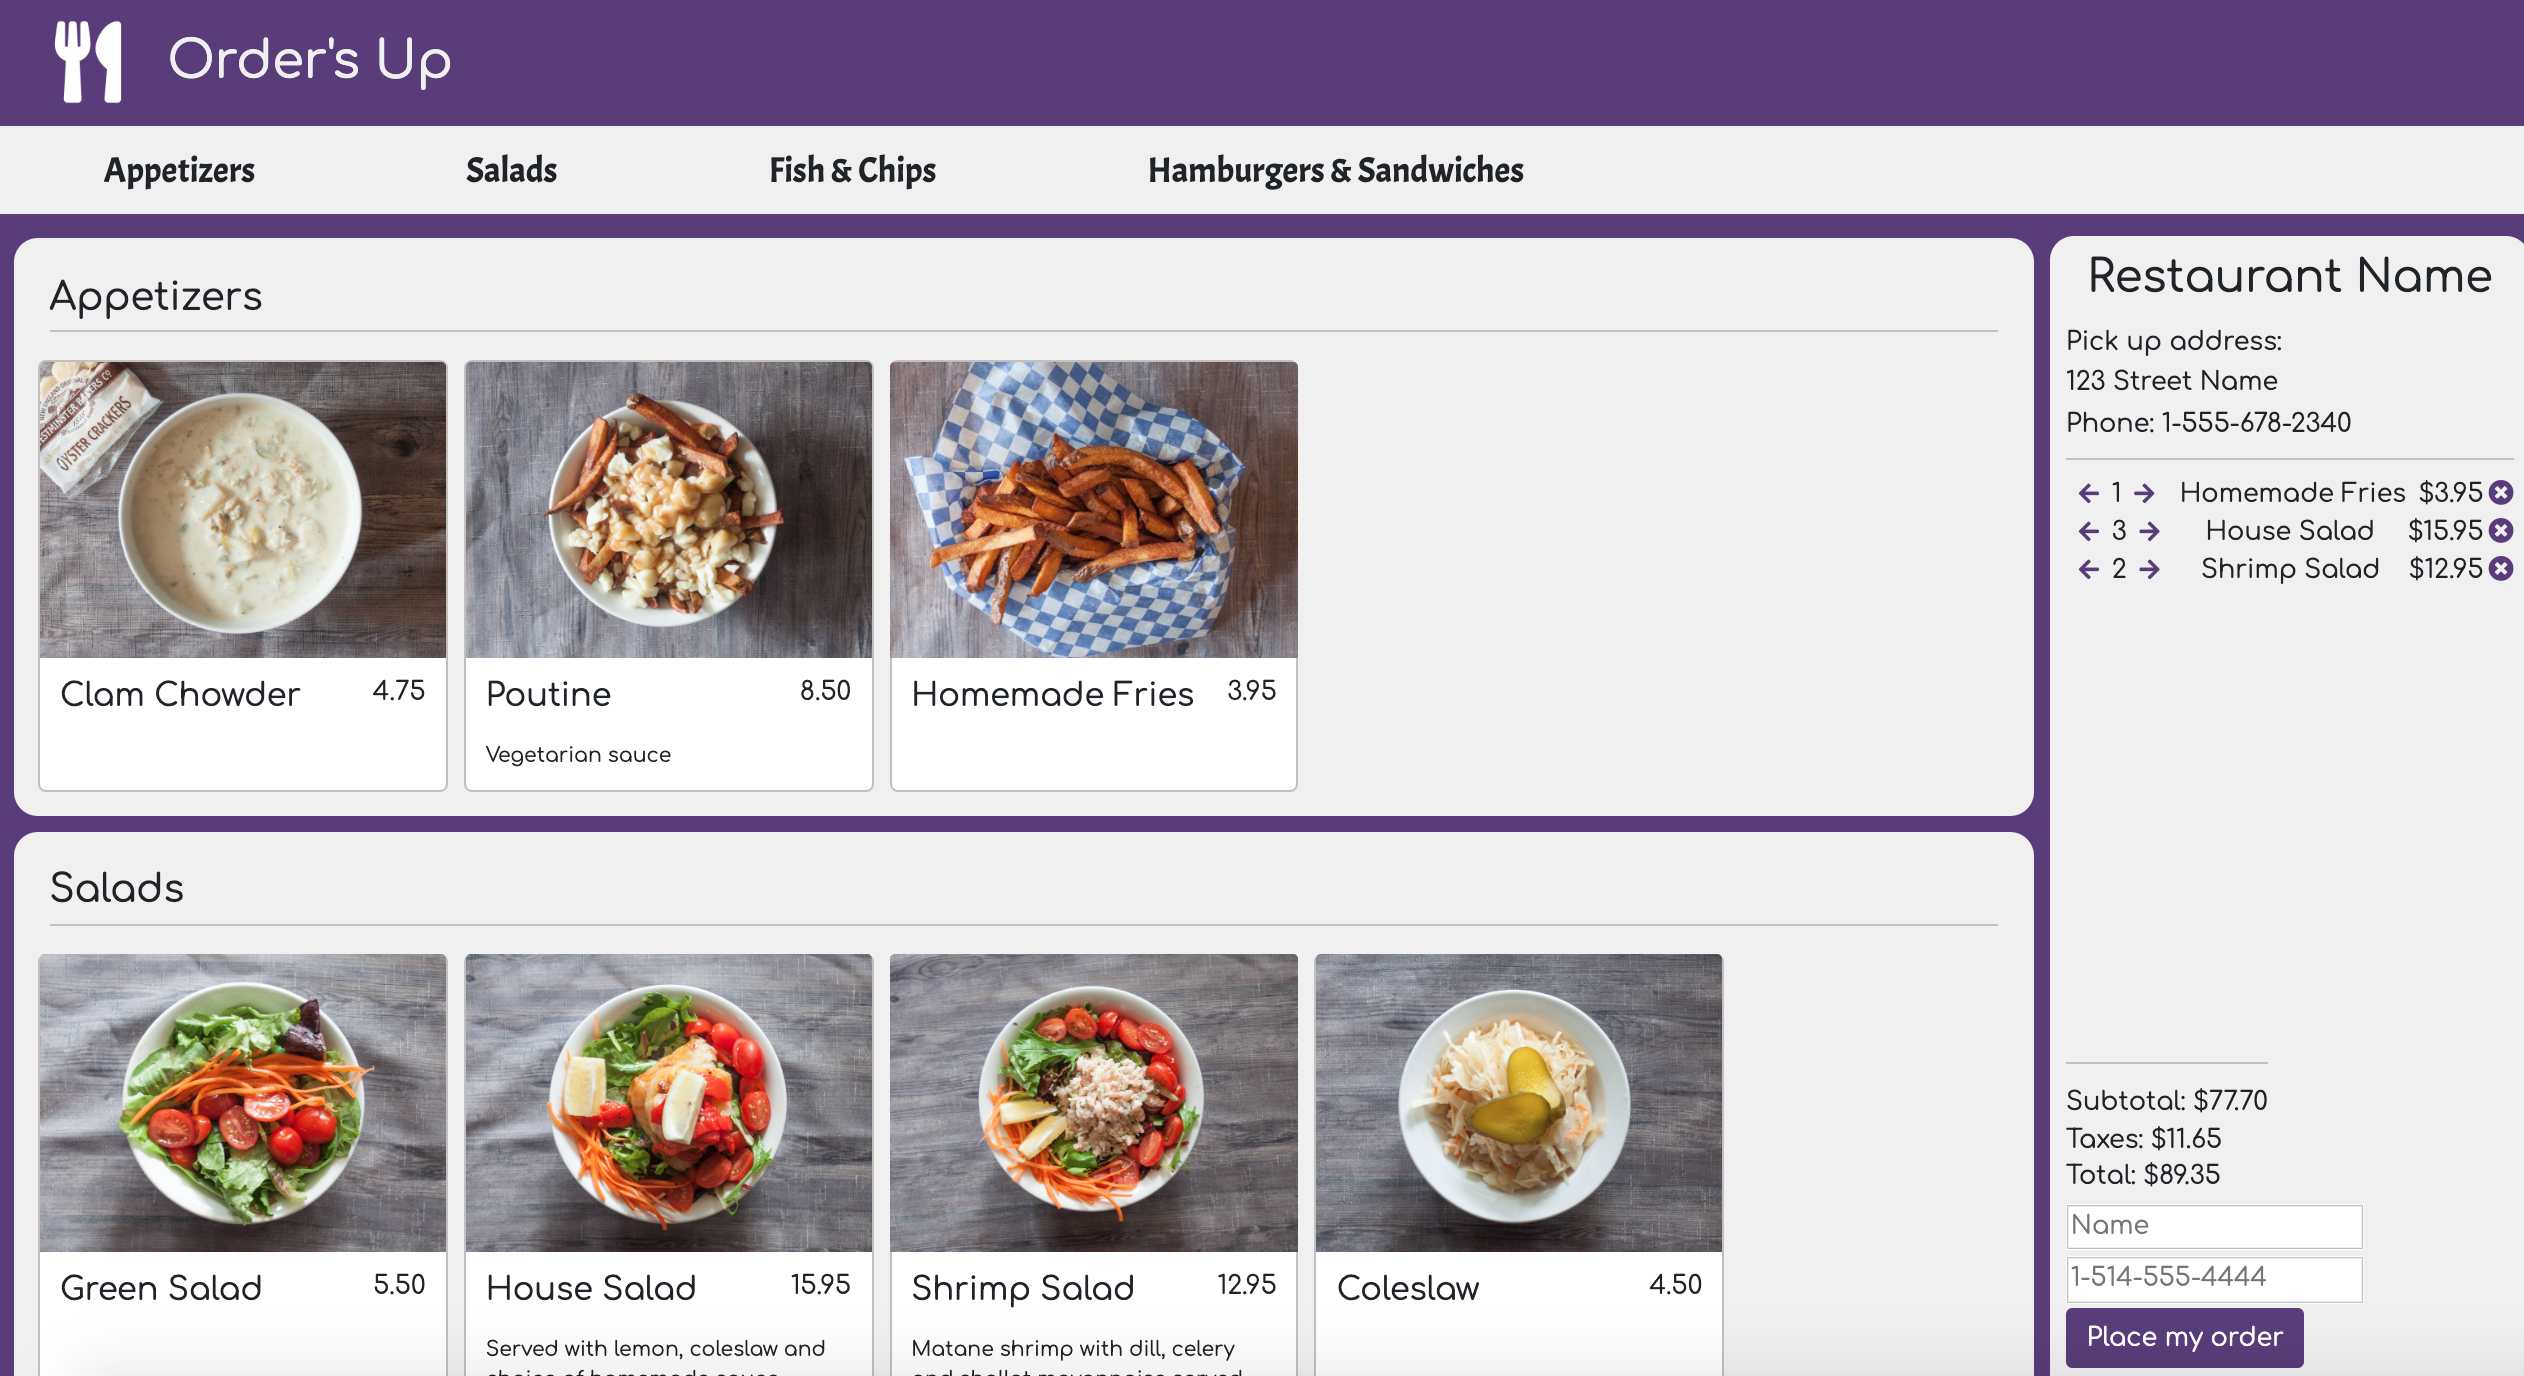 Order's Up
Appetizers
Salads
Fish & Chips
Hamburgers & Sandwiches
Appetizers
OYSTER CRACKERS
Clam Chowder 4.75
Poutine 8.50
Vegetarian sauce
Homemade Fries 3.95
Salads
Green Salad 5.50
House Salad 15.95
Served with lemon, coleslaw and
Shrimp Salad 12.95
Matane shrimp with dill, celery
Coleslaw 4.50
Restaurant Name
Pick up address:
123 Street Name
Phone: 1-555-678-2340
1 Homemade Fries $3.95
3 House Salad $15.95
2 Shrimp Salad $12.95
Subtotal: $77.70
Taxes: $11.65
Total: $89.35
Name
1-514-555-4444
Place my order